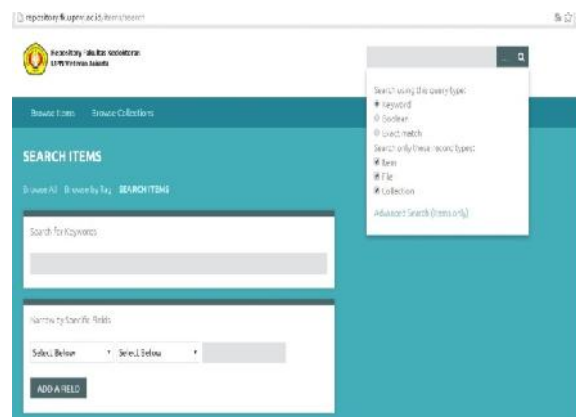 repository.fk.upnvj.ac.id/items/search
Repository Fakultas Kedokteran
UPN Veteran Jakarta
...
Search using this query type:
Keyword
Boolean
Exact match
Search only these record types:
Item
File
Collection
Advanced Search (Items only)
Browse Items Browse Collections
SEARCH ITEMS
Browse All Browse by Tag SEARCH ITEMS
Search for Keywords
Narrow by Specific Fields
Select Below Select Below
ADD A FIELD